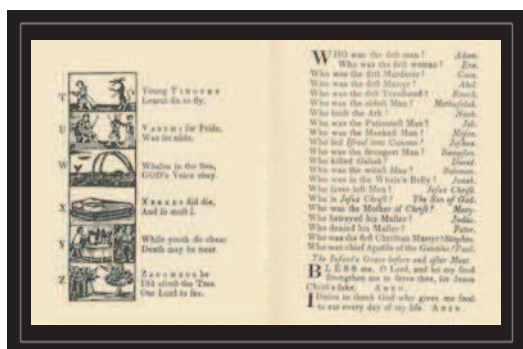 T
Young TIMOTHY
Learnt ſin to fly.
U
VASTHI for Pride,
Was ſet aſide.
W
Whales in the Sea,
GOD's Voice obey.
X
XERXES did die,
And ſo muſt I.
Y
While youth do chear
Death may be near.
Z
ZACCHEUS he
Did climb the Tree
Our Lord to ſee.
WHO was the firſt man? Adam.
Who was the firſt woman? Eve.
Who was the firſt Murderer? Cain.
Who was the firſt Martyr? Abel.
Who was the firſt Tranſlated? Enoch.
Who was the oldeſt Man? Methuſelah.
Who built the Ark? Noah.
Who was the Patienteſt Man? Job.
Who was the Meekeſt Man? Moſes.
Who led Iſrael into Canaan? Joſhua.
Who was the ſtrongeſt Man? Sampſon.
Who killed Goliah? David.
Who was the wiſeſt Man? Solomon.
Who was in the Whale's Belly? Jonah.
Who ſaves loſt Men? Jeſus Chriſt.
Who is Jeſus Chriſt? The Son of God.
Who was the Mother of Chriſt? Mary.
Who betrayed his Maſter? Judas.
Who denied his Maſter? Peter.
Who was the firſt Chriſtian Martyr? Stephen.
Who was chief Apoſtle of the Gentiles? Paul.
The Infant's Grace before and after Meat.
BLESS me, O Lord, and let my food
ſtrengthen me to ſerve thee, for Jeſus
Chriſt's ſake. AMEN.
I Deſire to thank God who gives me food
to eat every day of my life. AMEN.